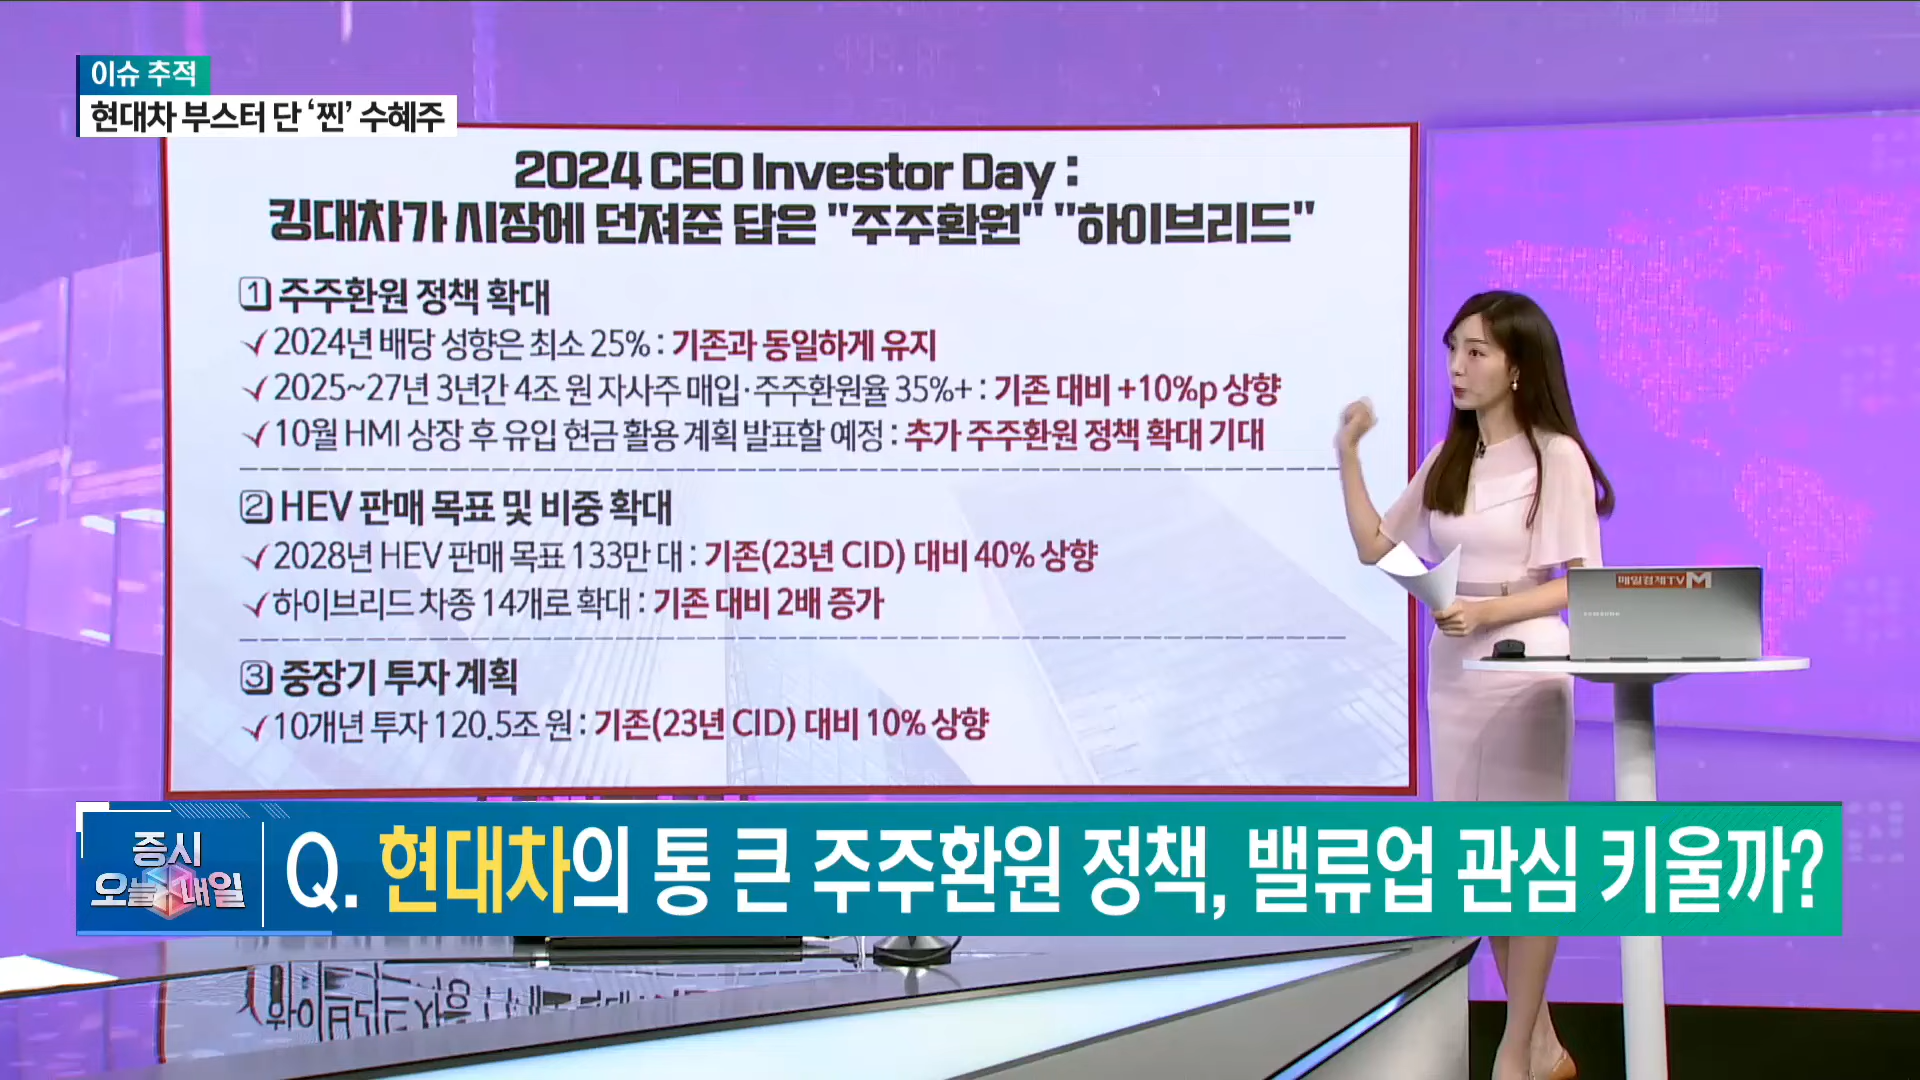 이슈 추적
현대차 부스터 단 ‘찐’ 수혜주
2024 CEO Investor Day :
킹대차가 시장에 던져준 답은 "주주환원" "하이브리드"
1 주주환원 정책 확대
✓2024년 배당 성향은 최소 25% : 기존과 동일하게 유지
✓2025~27년 3년간 4조 원 자사주 매입·주주환원율 35%+ : 기존 대비 +10%p 상향
✓10월 HMI 상장 후 유입 현금 활용 계획 발표할 예정 : 추가 주주환원 정책 확대 기대
2 HEV 판매 목표 및 비중 확대
✓2028년 HEV 판매 목표 133만 대 : 기존(23년 CID) 대비 40% 상향
✓하이브리드 차종 14개로 확대 : 기존 대비 2배 증가
3 중장기 투자 계획
✓10개년 투자 120.5조 원 : 기존(23년 CID) 대비 10% 상향
매일경제TV M
SAMSUNG
증시
오늘 매일
Q. 현대차의 통 큰 주주환원 정책, 밸류업 관심 키울까?